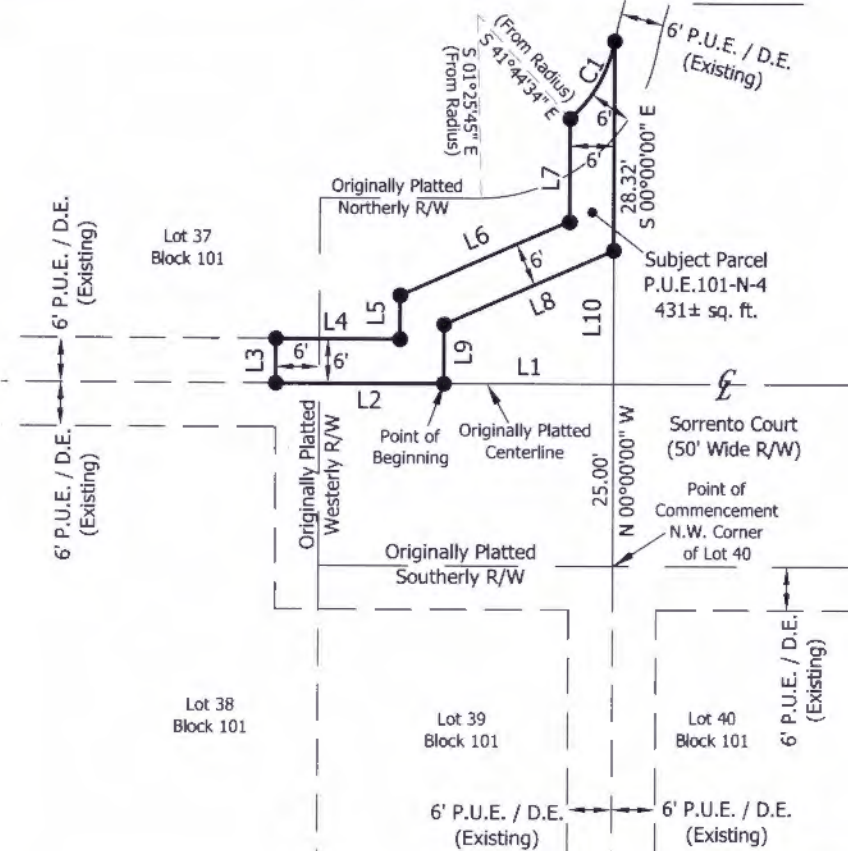 6' P.U.E. / D.E.
(Existing)
(From Radius)
S 41°44'34" E
C1
S 01°25'45" E
(From Radius)
6'
6'
L7
28.32'
S 00°00'00" E
Originally Platted
Northerly R/W
Lot 37
Block 101
6' P.U.E. / D.E.
(Existing)
L6
6'
Subject Parcel
P.U.E.101-N-4
431± sq. ft.
L5
L8
L10
L4
L9
L3
6'
6'
L1
L2
℄
Point of
Beginning
Originally Platted
Centerline
Sorrento Court
(50' Wide R/W)
6' P.U.E. / D.E.
(Existing)
Originally Platted
Westerly R/W
25.00'
N 00°00'00" W
Point of
Commencement
N.W. Corner
of Lot 40
Originally Platted
Southerly R/W
6' P.U.E. / D.E.
(Existing)
Lot 38
Block 101
Lot 39
Block 101
Lot 40
Block 101
6' P.U.E. / D.E.
(Existing)
6' P.U.E. / D.E.
(Existing)